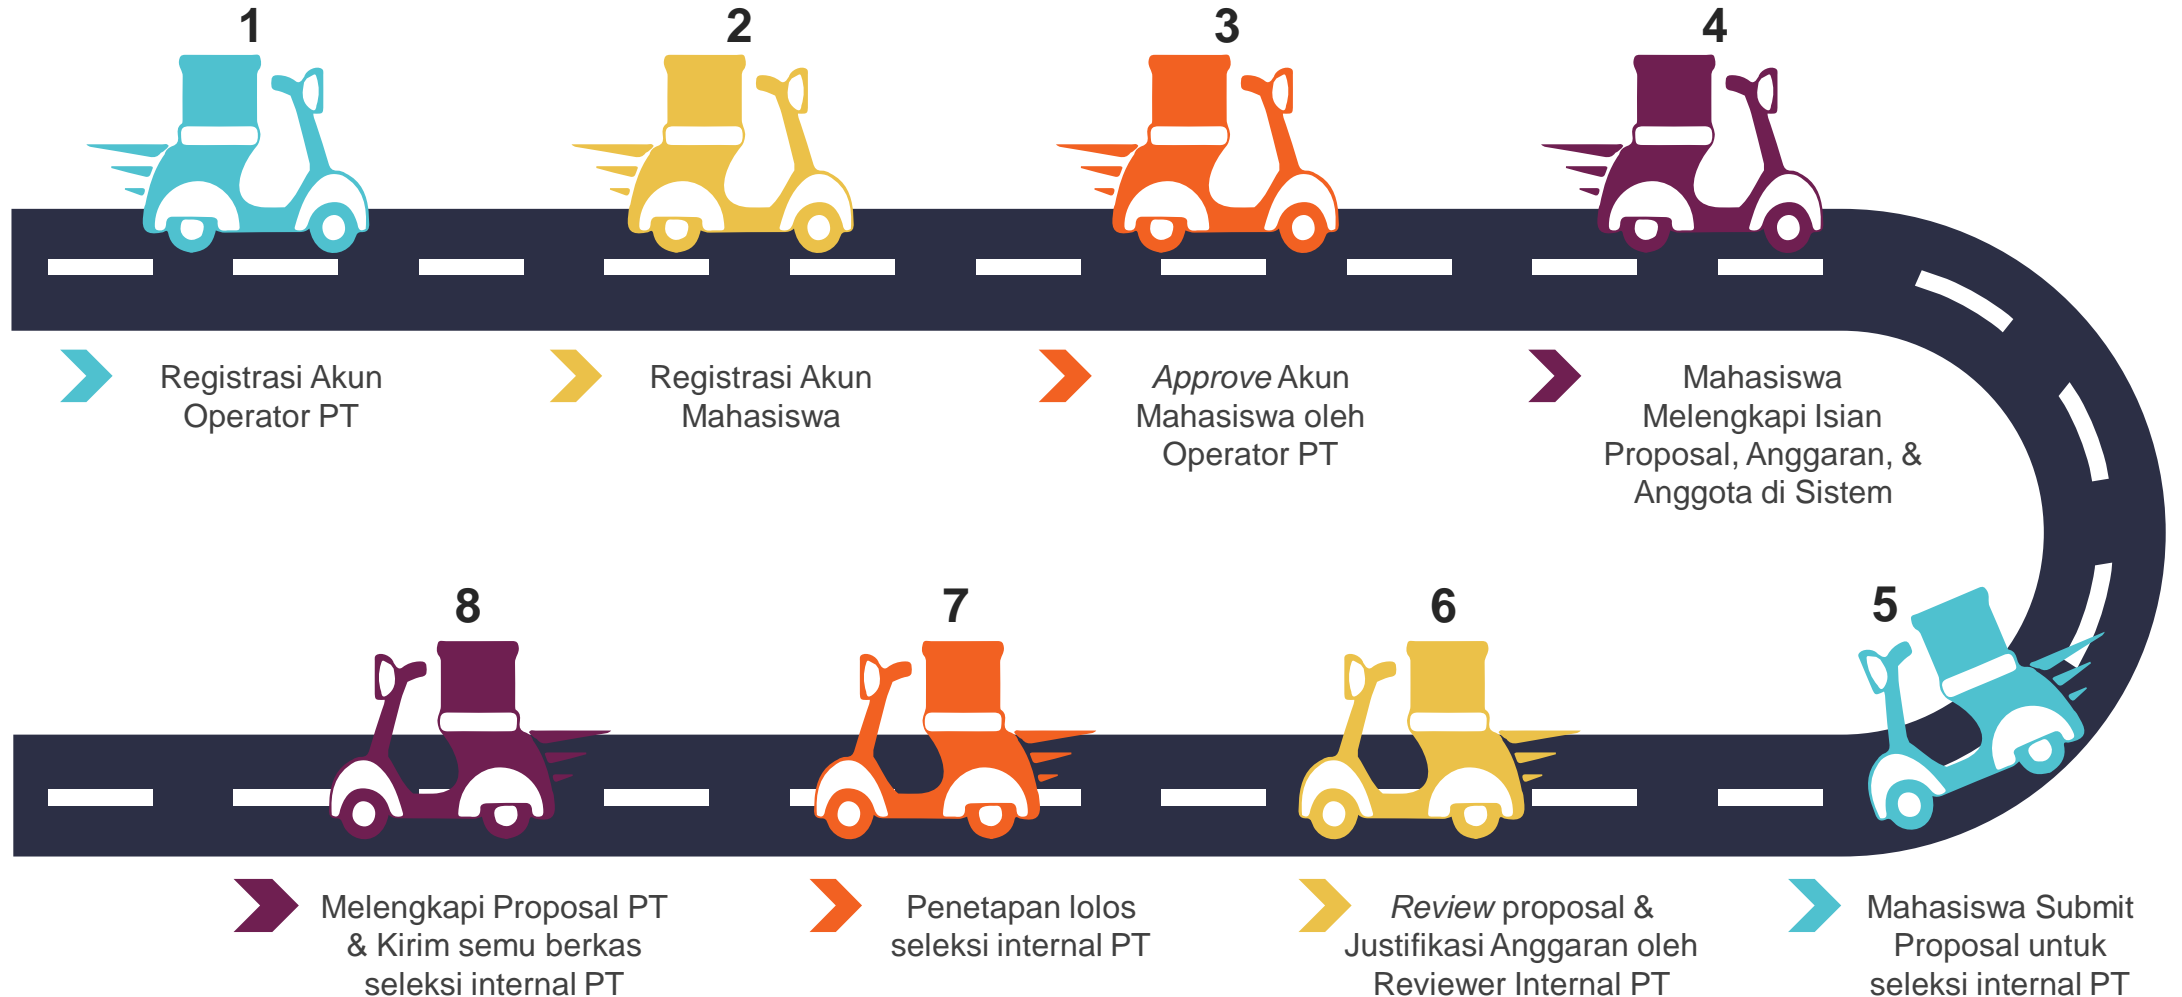 1
Registrasi Akun
Operator PT
2
Registrasi Akun
Mahasiswa
3
Approve Akun
Mahasiswa oleh
Operator PT
4
Mahasiswa
Melengkapi Isian
Proposal, Anggaran, &
Anggota di Sistem
5
Mahasiswa Submit
Proposal untuk
seleksi internal PT
6
Review proposal &
Justifikasi Anggaran oleh
Reviewer Internal PT
7
Penetapan lolos
seleksi internal PT
8
Melengkapi Proposal PT
& Kirim semu berkas
seleksi internal PT